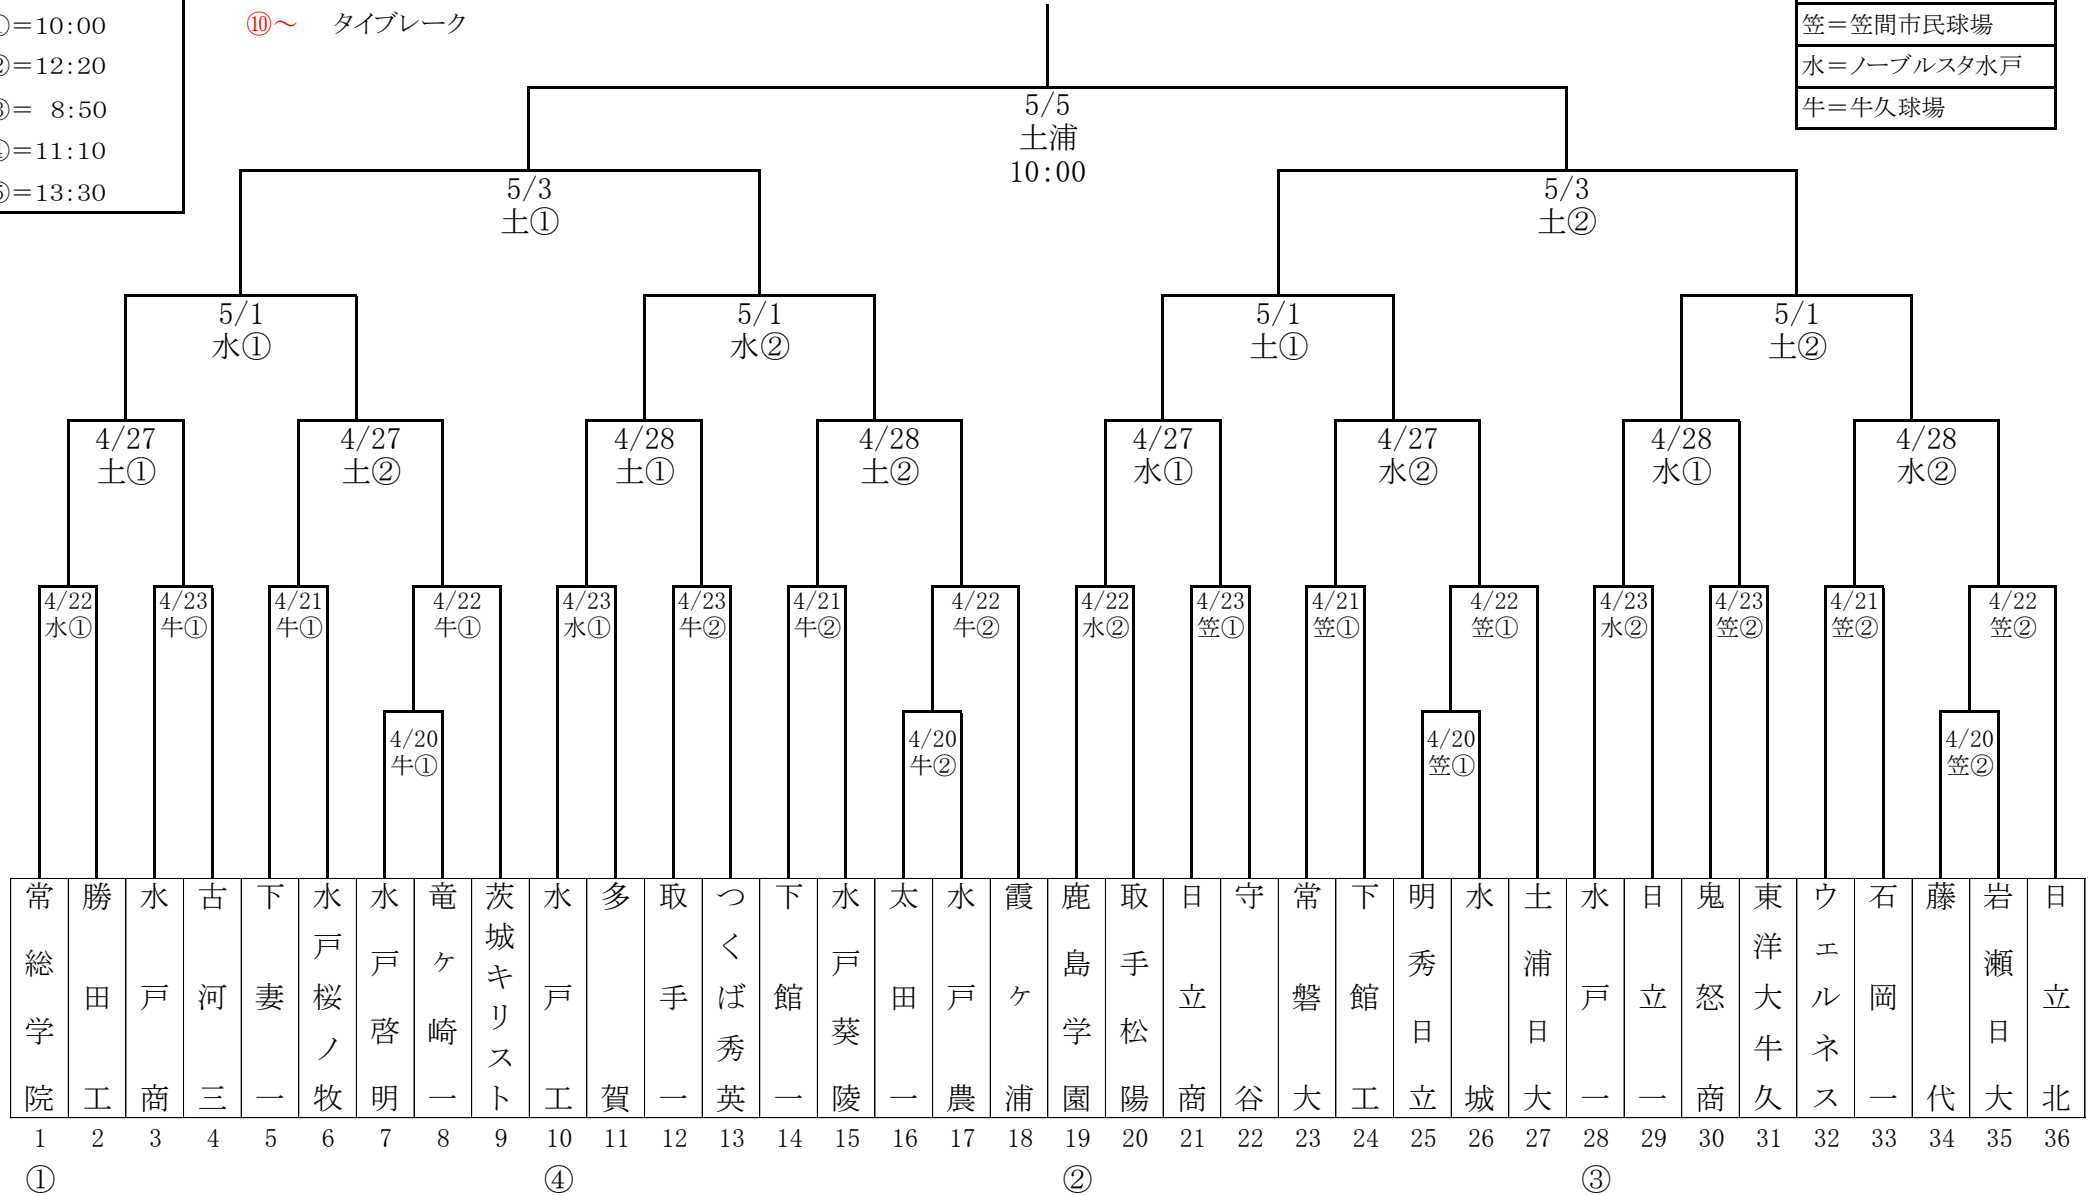 ①=10:00
②=12:20
③= 8:50
④=11:10
⑤=13:30
⑩～ タイブレーク
笠＝笠間市民球場
水＝ノーブルスタ水戸
牛＝牛久球場
5/5
土浦
10:00
5/3
土①
5/3
土②
5/1
水①
5/1
水②
5/1
土①
5/1
土②
4/27
土①
4/27
土②
4/28
土①
4/28
土②
4/27
水①
4/27
水②
4/28
水①
4/28
水②
4/22
水①
4/23
牛①
4/21
牛①
4/22
牛①
4/23
水①
4/23
牛②
4/21
牛②
4/22
牛②
4/22
水②
4/23
笠①
4/21
笠①
4/22
笠①
4/23
水②
4/23
笠②
4/21
笠②
4/22
笠②
4/20
牛①
4/20
牛②
4/20
笠①
4/20
笠②
常総学院
勝田工
水戸商
古河三
下妻一
水戸桜ノ牧
水戸啓明
竜ヶ崎一
茨城キリスト
水戸工
多賀
取手一
つくば秀英
下館一
水戸葵陵
太田一
水戸農
霞ヶ浦
鹿島学園
取手松陽
日立商
守谷
常磐大
下館工
明秀日立
水城
土浦日大
水戸一
日立一
鬼怒商
東洋大牛久
ウェルネス
石岡一
藤代
岩瀬日大
日立北
1 2 3 4 5 6 7 8 9 10 11 12 13 14 15 16 17 18 19 20 21 22 23 24 25 26 27 28 29 30 31 32 33 34 35 36
① ④ ② ③